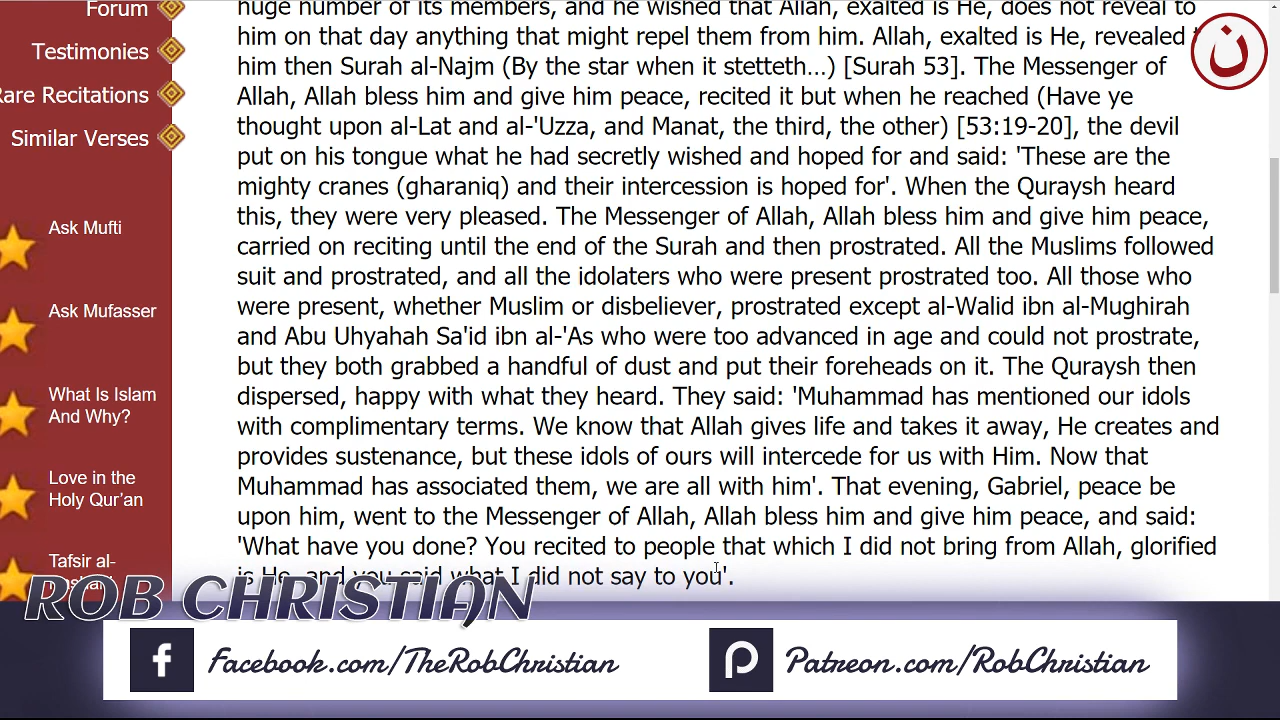 Forum
Testimonies
Rare Recitations
Similar Verses
Ask Mufti
Ask Mufasser
What Is Islam
And Why?
Love in the
Holy Qur'an
Tafsir al-
huge number of its members, and he wished that Allah, exalted is He, does not reveal to
him on that day anything that might repel them from him. Allah, exalted is He, revealed
him then Surah al-Najm (By the star when it stetteth...) [Surah 53]. The Messenger of
Allah, Allah bless him and give him peace, recited it but when he reached (Have ye
thought upon al-Lat and al-'Uzza, and Manat, the third, the other) [53:19-20], the devil
put on his tongue what he had secretly wished and hoped for and said: 'These are the
mighty cranes (gharaniq) and their intercession is hoped for'. When the Quraysh heard
this, they were very pleased. The Messenger of Allah, Allah bless him and give him peace,
carried on reciting until the end of the Surah and then prostrated. All the Muslims followed
suit and prostrated, and all the idolaters who were present prostrated too. All those who
were present, whether Muslim or disbeliever, prostrated except al-Walid ibn al-Mughirah
and Abu Uhyahah Sa'id ibn al-'As who were too advanced in age and could not prostrate,
but they both grabbed a handful of dust and put their foreheads on it. The Quraysh then
dispersed, happy with what they heard. They said: 'Muhammad has mentioned our idols
with complimentary terms. We know that Allah gives life and takes it away, He creates and
provides sustenance, but these idols of ours will intercede for us with Him. Now that
Muhammad has associated them, we are all with him'. That evening, Gabriel, peace be
upon him, went to the Messenger of Allah, Allah bless him and give him peace, and said:
'What have you done? You recited to people that which I did not bring from Allah, glorified
is He, and you said what I did not say to you'.
ن
ROB CHRISTIAN
Facebook.com/TheRobChristian
Patreon.com/RobChristian